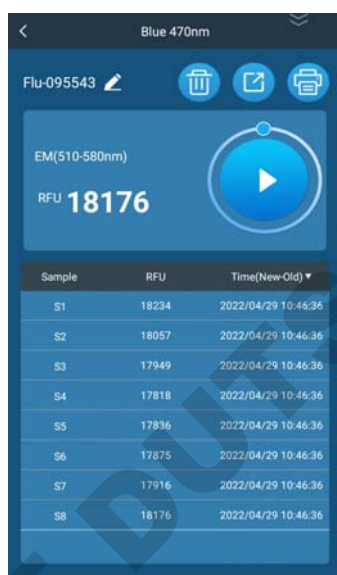 Blue 470nm
Flu-095543
EM(510-580nm)
RFU 18176
Sample RFU Time(New-Old) ▼
S1 18234 2022/04/29 10:46:36
S2 18057 2022/04/29 10:46:36
S3 17949 2022/04/29 10:46:36
S4 17818 2022/04/29 10:46:36
S5 17836 2022/04/29 10:46:36
S6 17875 2022/04/29 10:46:36
S7 17916 2022/04/29 10:46:36
S8 18176 2022/04/29 10:46:36
DUTS